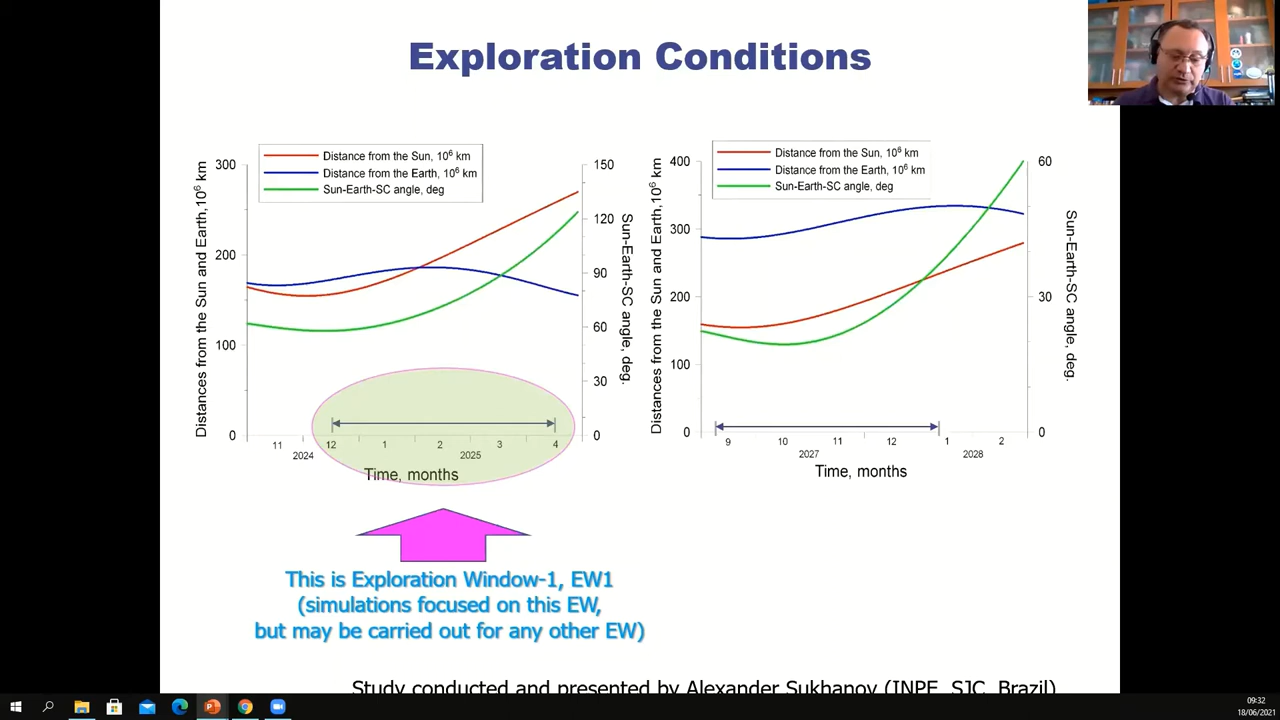 Exploration Conditions
Distance from the Sun, 10⁶ km
Distance from the Earth, 10⁶ km
Sun-Earth-SC angle, deg
Distances from the Sun and Earth,10⁶ km
300
200
100
0
150
120
90
60
30
0
Sun-Earth-SC angle, deg.
11
12
1
2
3
4
2024
2025
Time, months
Distance from the Sun, 10⁶ km
Distance from the Earth, 10⁶ km
Sun-Earth-SC angle, deg
Distances from the Sun and Earth,10⁶ km
400
300
200
100
0
60
30
0
Sun-Earth-SC angle, deg.
9
10
11
12
1
2
2027
2028
Time, months
This is Exploration Window-1, EW1
(simulations focused on this EW,
but may be carried out for any other EW)
Study conducted and presented by Alexander Sukhanov (INPE, SJC, Brazil)
09:32
18/06/2021